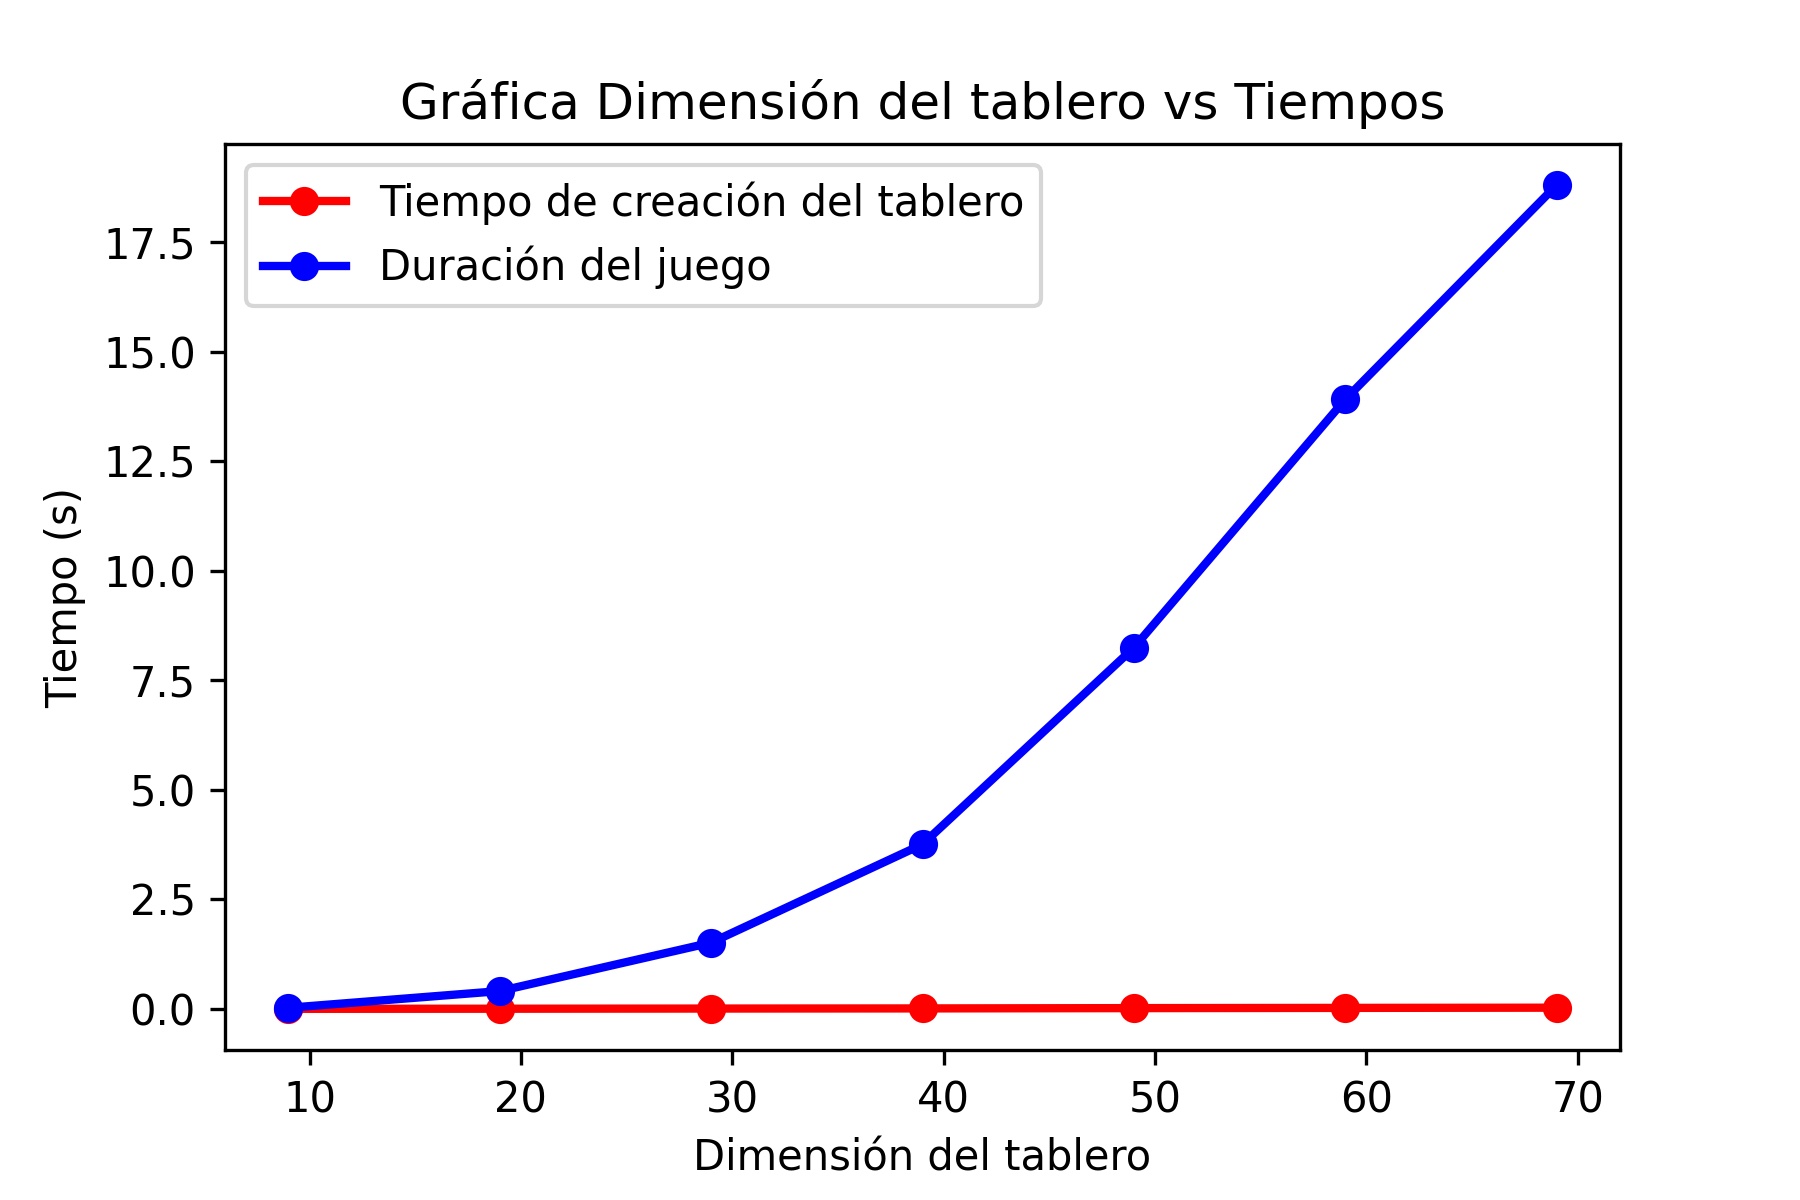 Gráfica Dimensión del tablero vs Tiempos
Tiempo de creación del tablero
Duración del juego
17.5
15.0
12.5
10.0
7.5
5.0
2.5
0.0
Tiempo (s)
10 20 30 40 50 60 70
Dimensión del tablero